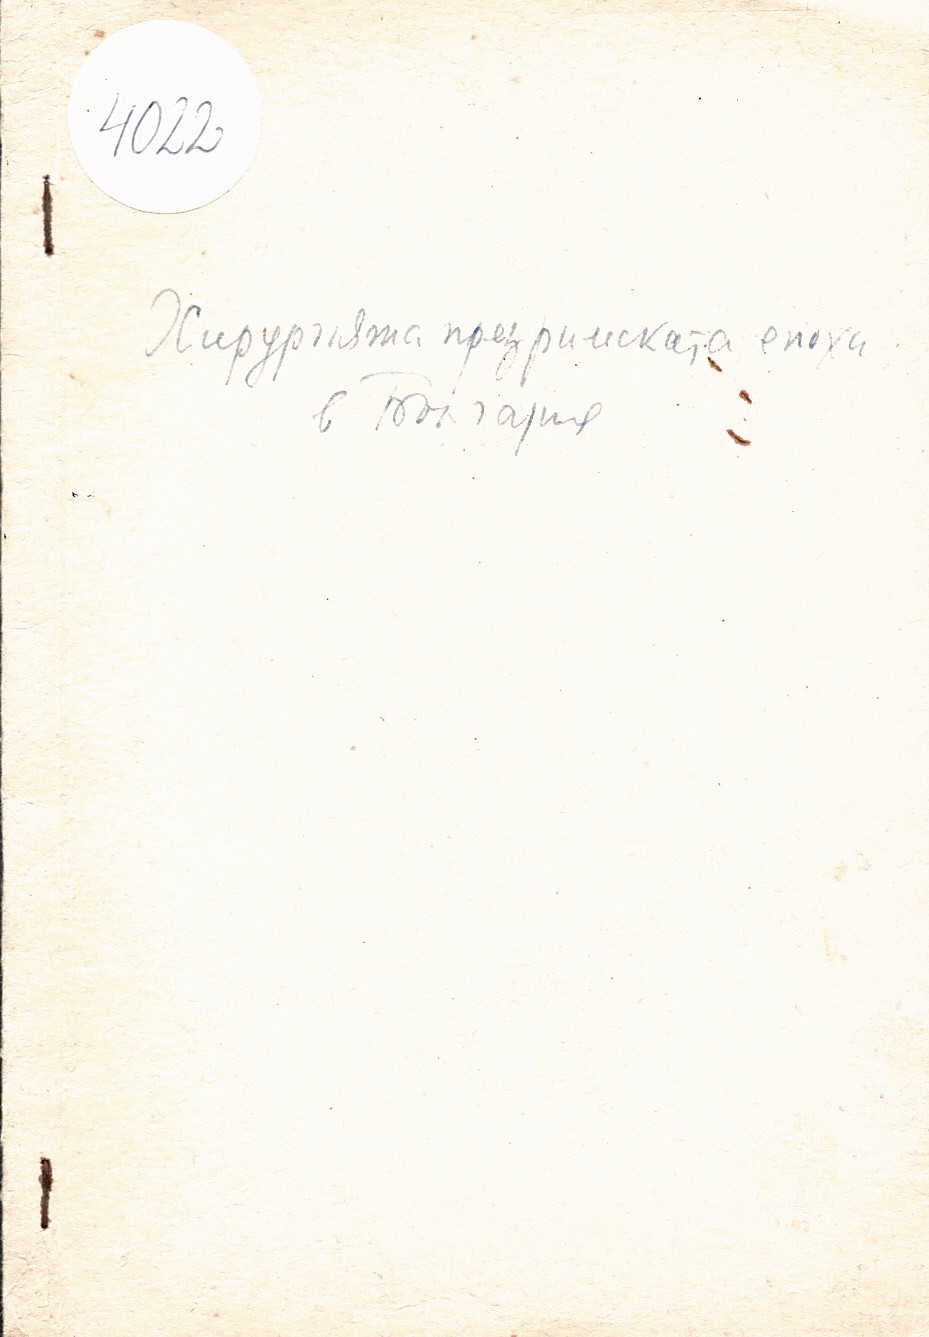 4022
Хирургията през римската епоха
в България